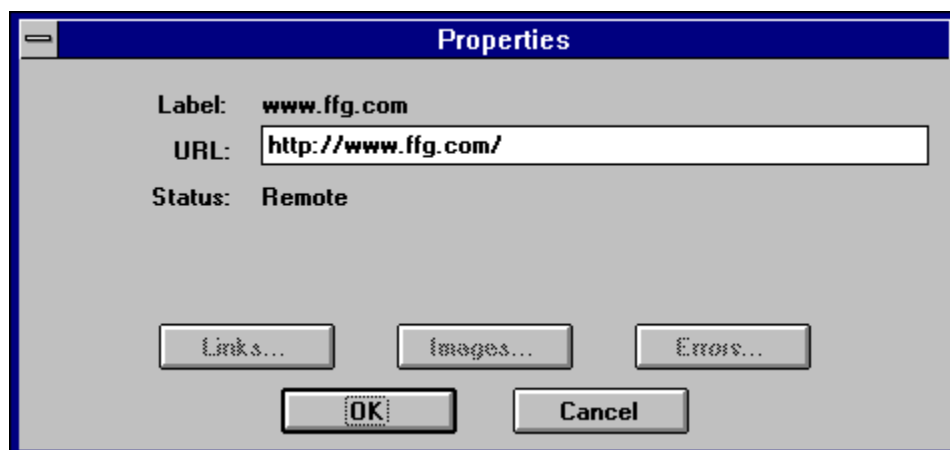 Properties
Label: www.ffg.com
URL: http://www.ffg.com/
Status: Remote
Links... Images... Errors...
OK Cancel